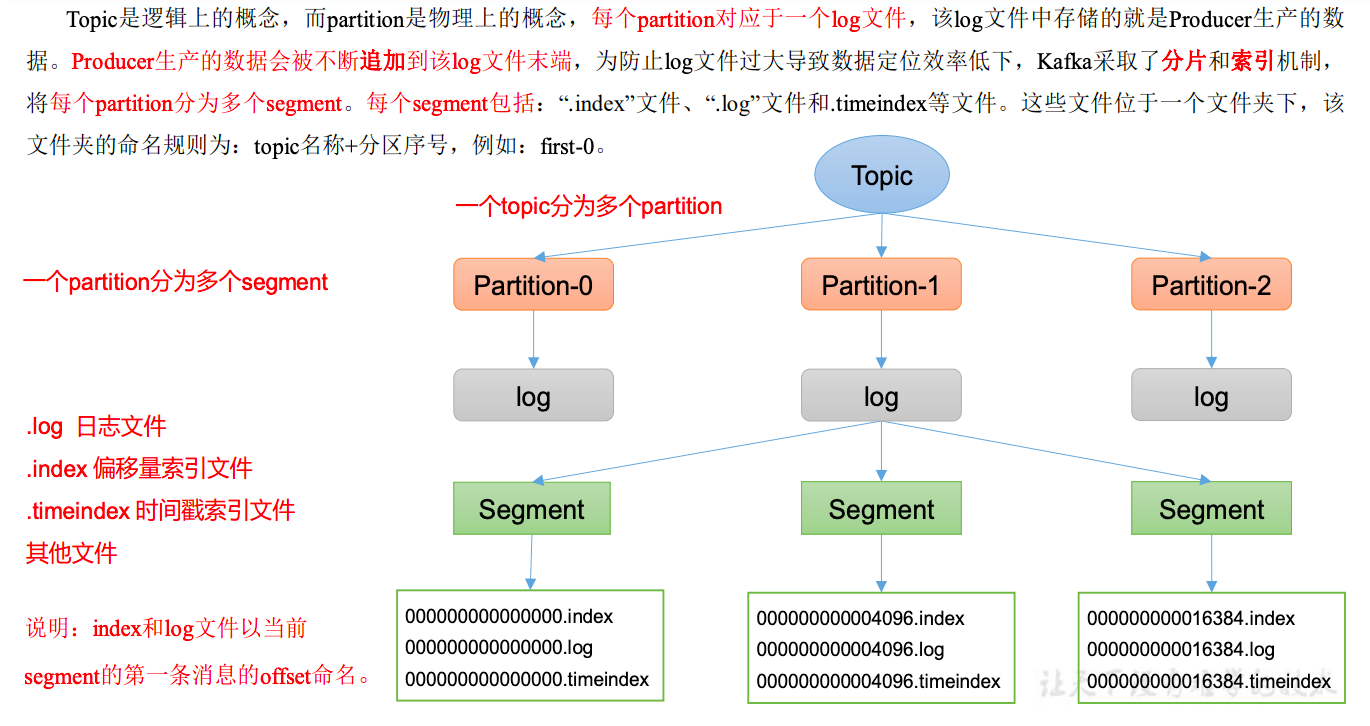 Topic是逻辑上的概念，而partition是物理上的概念，每个partition对应于一个log文件，该log文件中存储的就是Producer生产的数
据。Producer生产的数据会被不断追加到该log文件末端，为防止log文件过大导致数据定位效率低下，Kafka采取了分片和索引机制，
将每个partition分为多个segment。每个segment包括：“.index”文件、“.log”文件和.timeindex等文件。这些文件位于一个文件夹下，该
文件夹的命名规则为：topic名称+分区序号，例如：first-0。
Topic
一个topic分为多个partition
一个partition分为多个segment
Partition-0
Partition-1
Partition-2
log
log
log
.log 日志文件
.index 偏移量索引文件
.timeindex 时间戳索引文件
其他文件
Segment
Segment
Segment
说明：index和log文件以当前
segment的第一条消息的offset命名。
000000000000000.index
000000000000000.log
000000000000000.timeindex
000000000004096.index
000000000004096.log
000000000004096.timeindex
000000000016384.index
000000000016384.log
000000000016384.timeindex
让天下没有难学的技术